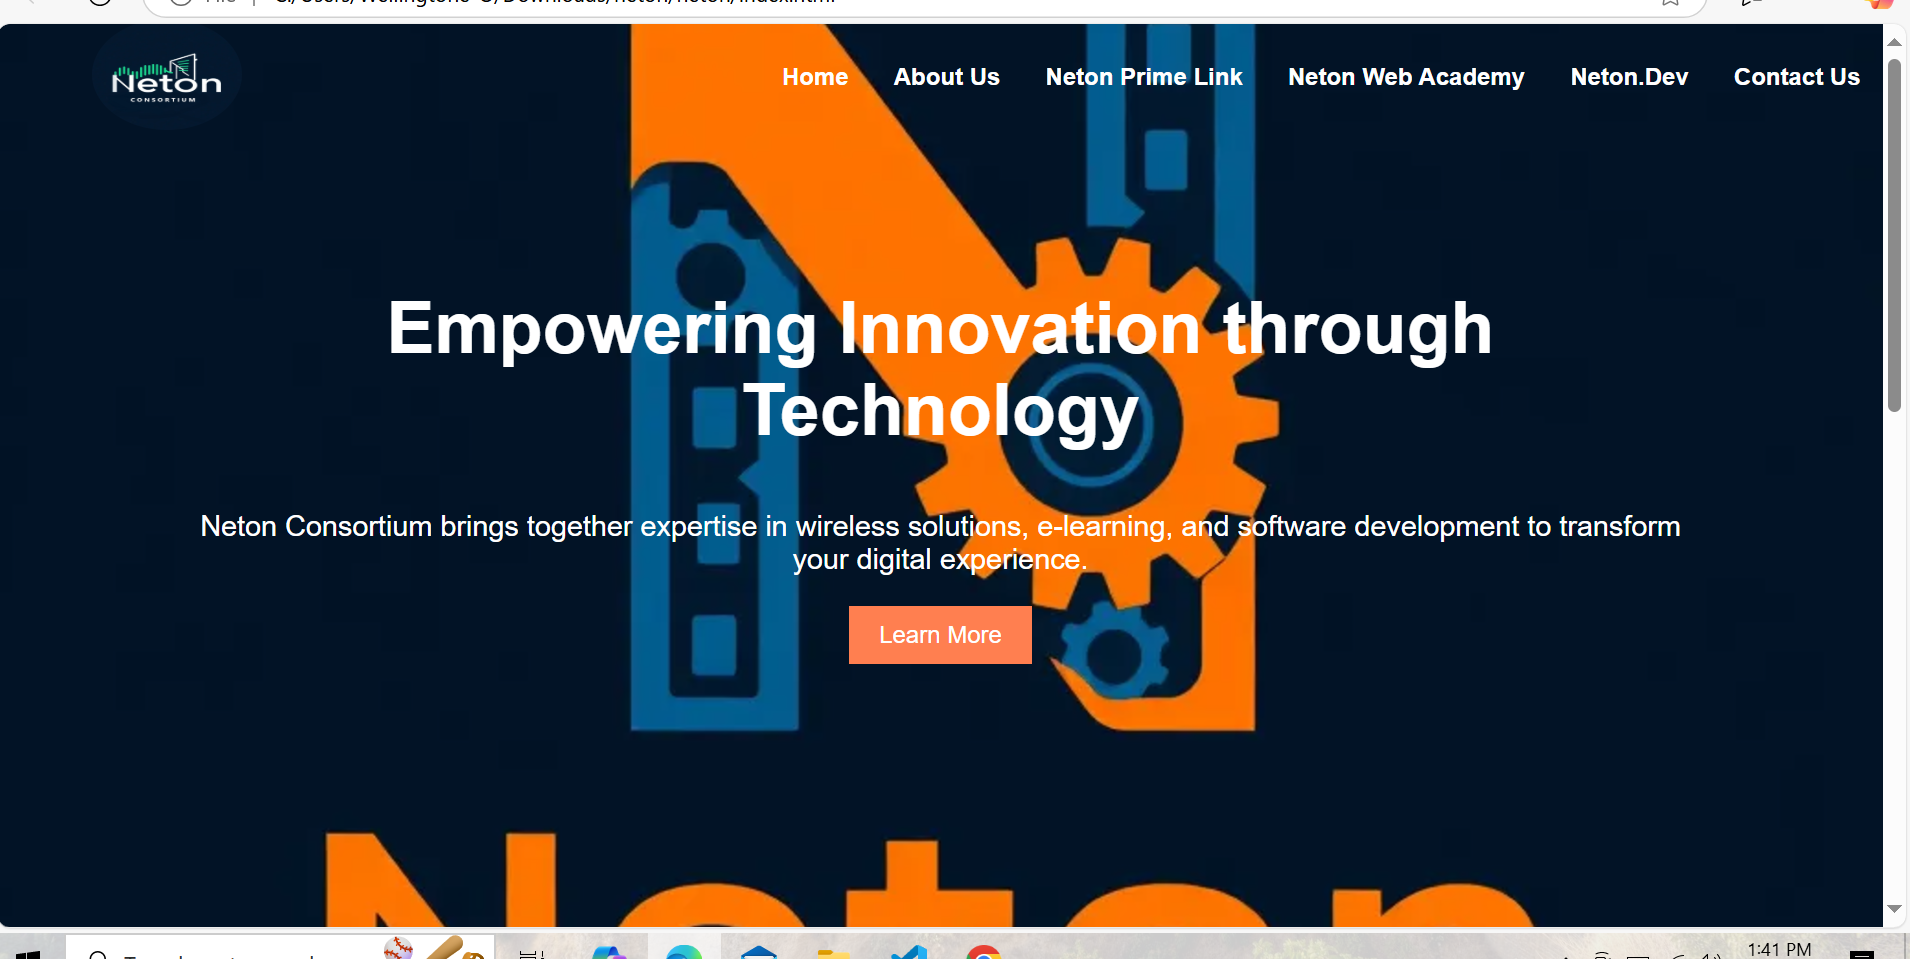 Neton
CONSORTIUM
Home About Us Neton Prime Link Neton Web Academy Neton.Dev Contact Us
Empowering Innovation through
Technology
Neton Consortium brings together expertise in wireless solutions, e-learning, and software development to transform
your digital experience.
Learn More
Neton
1:41 PM